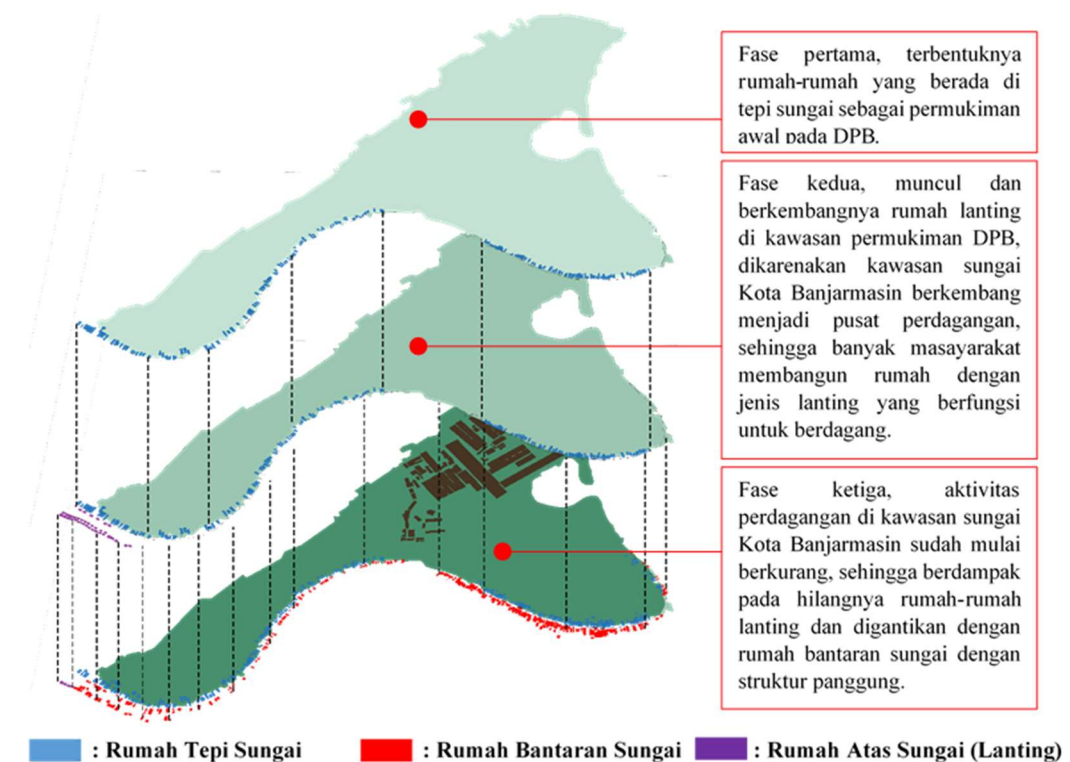 Fase pertama, terbentuknya
rumah-rumah yang berada di
tepi sungai sebagai permukiman
awal pada DPB.
Fase kedua, muncul dan
berkembangnya rumah lanting
di kawasan permukiman DPB,
dikarenakan kawasan sungai
Kota Banjarmasin berkembang
menjadi pusat perdagangan,
sehingga banyak masayarakat
membangun rumah dengan
jenis lanting yang berfungsi
untuk berdagang.
Fase ketiga, aktivitas
perdagangan di kawasan sungai
Kota Banjarmasin sudah mulai
berkurang, sehingga berdampak
pada hilangnya rumah-rumah
lanting dan digantikan dengan
rumah bantaran sungai dengan
struktur panggung.
: Rumah Tepi Sungai : Rumah Bantaran Sungai : Rumah Atas Sungai (Lanting)